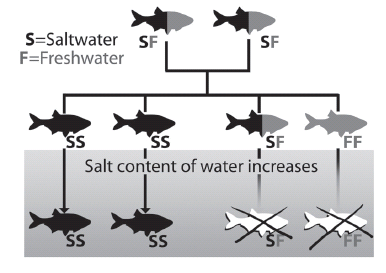 S=Saltwater
F=Freshwater
SF SF
SS SS SF FF
Salt content of water increases
SS SS SF FF